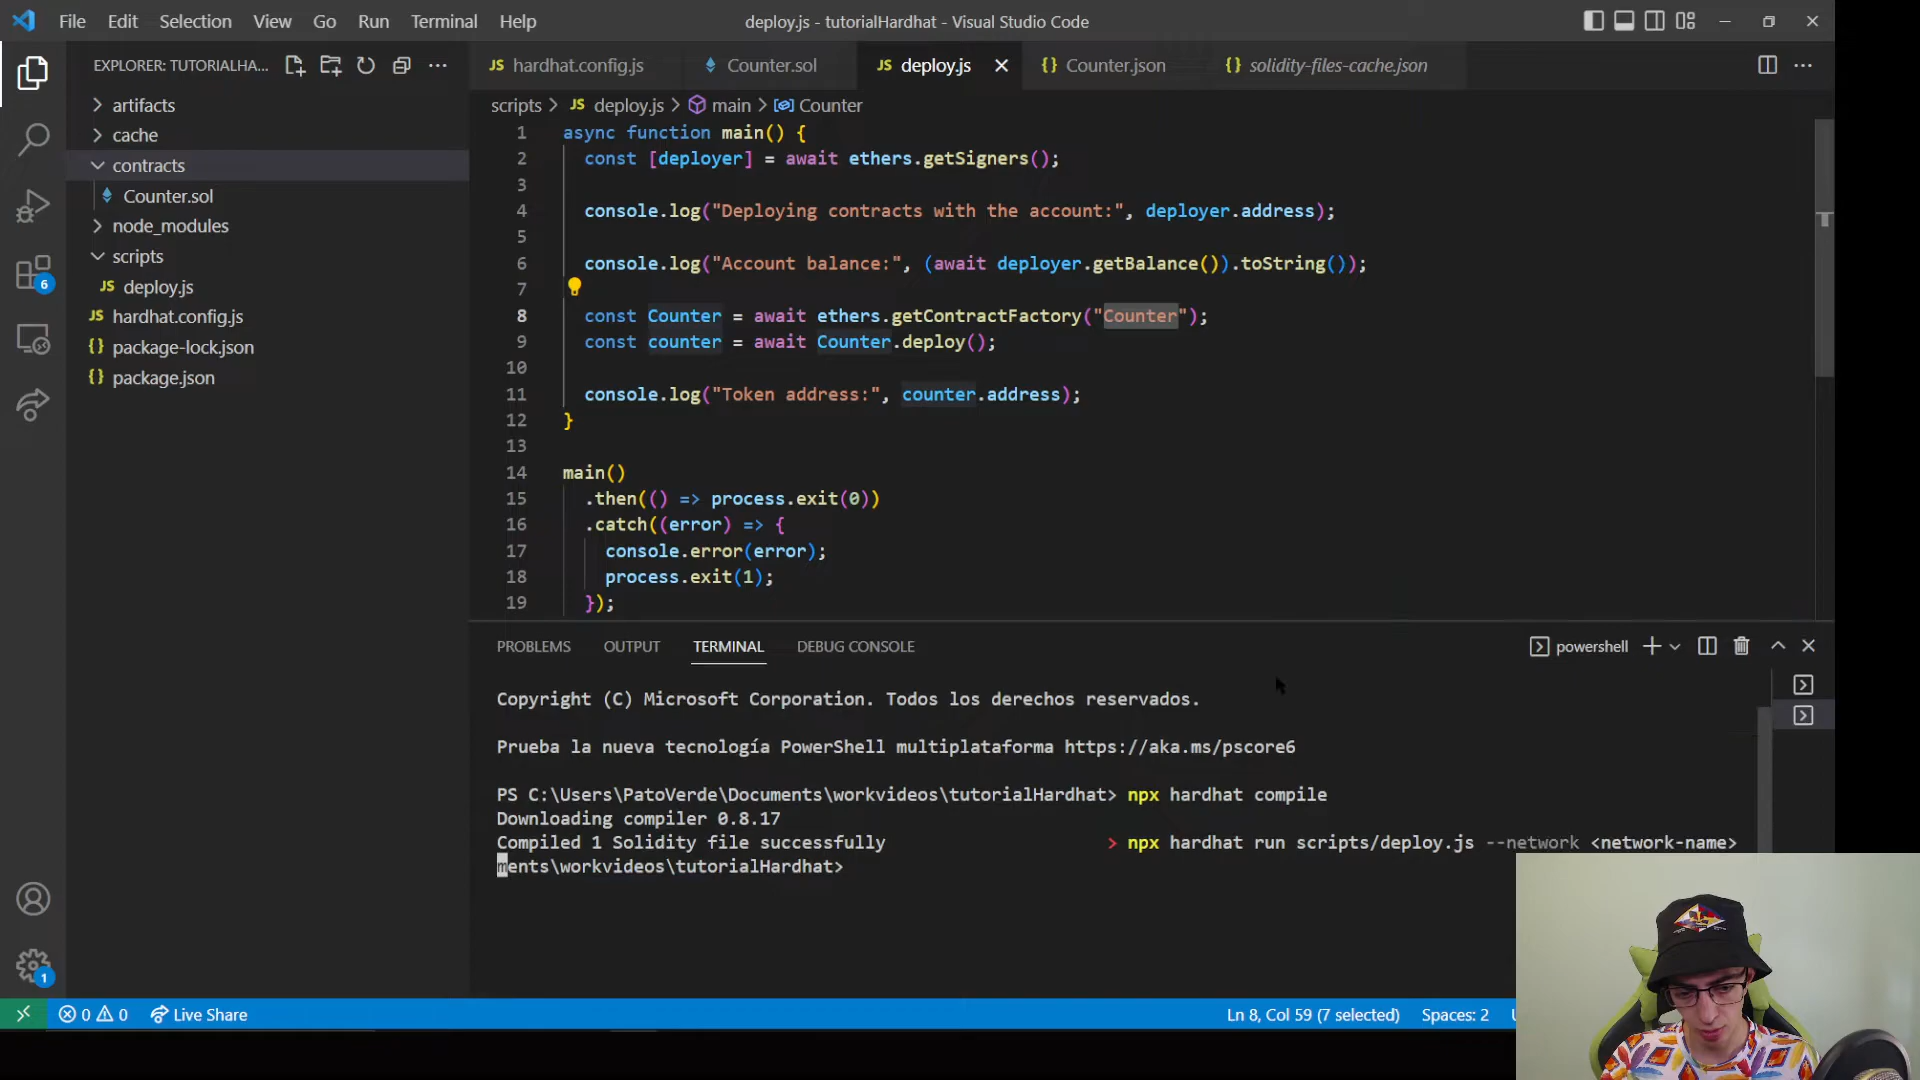 File Edit Selection View Go Run Terminal Help
deploy.js - tutorialHardhat - Visual Studio Code
EXPLORER: TUTORIALHA...
artifacts
cache
contracts
Counter.sol
node_modules
scripts
JS deploy.js
JS hardhat.config.js
{} package-lock.json
{} package.json
6
1
JS hardhat.config.js
Counter.sol
JS deploy.js
{} Counter.json
{} solidity-files-cache.json
scripts > JS deploy.js > main > Counter
1 async function main() {
2 const [deployer] = await ethers.getSigners();
3
4 console.log("Deploying contracts with the account:", deployer.address);
5
6 console.log("Account balance:", (await deployer.getBalance()).toString());
7
8 const Counter = await ethers.getContractFactory("Counter");
9 const counter = await Counter.deploy();
10
11 console.log("Token address:", counter.address);
12 }
13
14 main()
15 .then(() => process.exit(0))
16 .catch((error) => {
17 console.error(error);
18 process.exit(1);
19 });
PROBLEMS OUTPUT TERMINAL DEBUG CONSOLE
powershell
Copyright (C) Microsoft Corporation. Todos los derechos reservados.
Prueba la nueva tecnología PowerShell multiplataforma https://aka.ms/pscore6
PS C:\Users\PatoVerde\Documents\workvideos\tutorialHardhat> npx hardhat compile
Downloading compiler 0.8.17
Compiled 1 Solidity file successfully > npx hardhat run scripts/deploy.js --network <network-name>
ments\workvideos\tutorialHardhat>
0 0 Live Share
Ln 8, Col 59 (7 selected) Spaces: 2